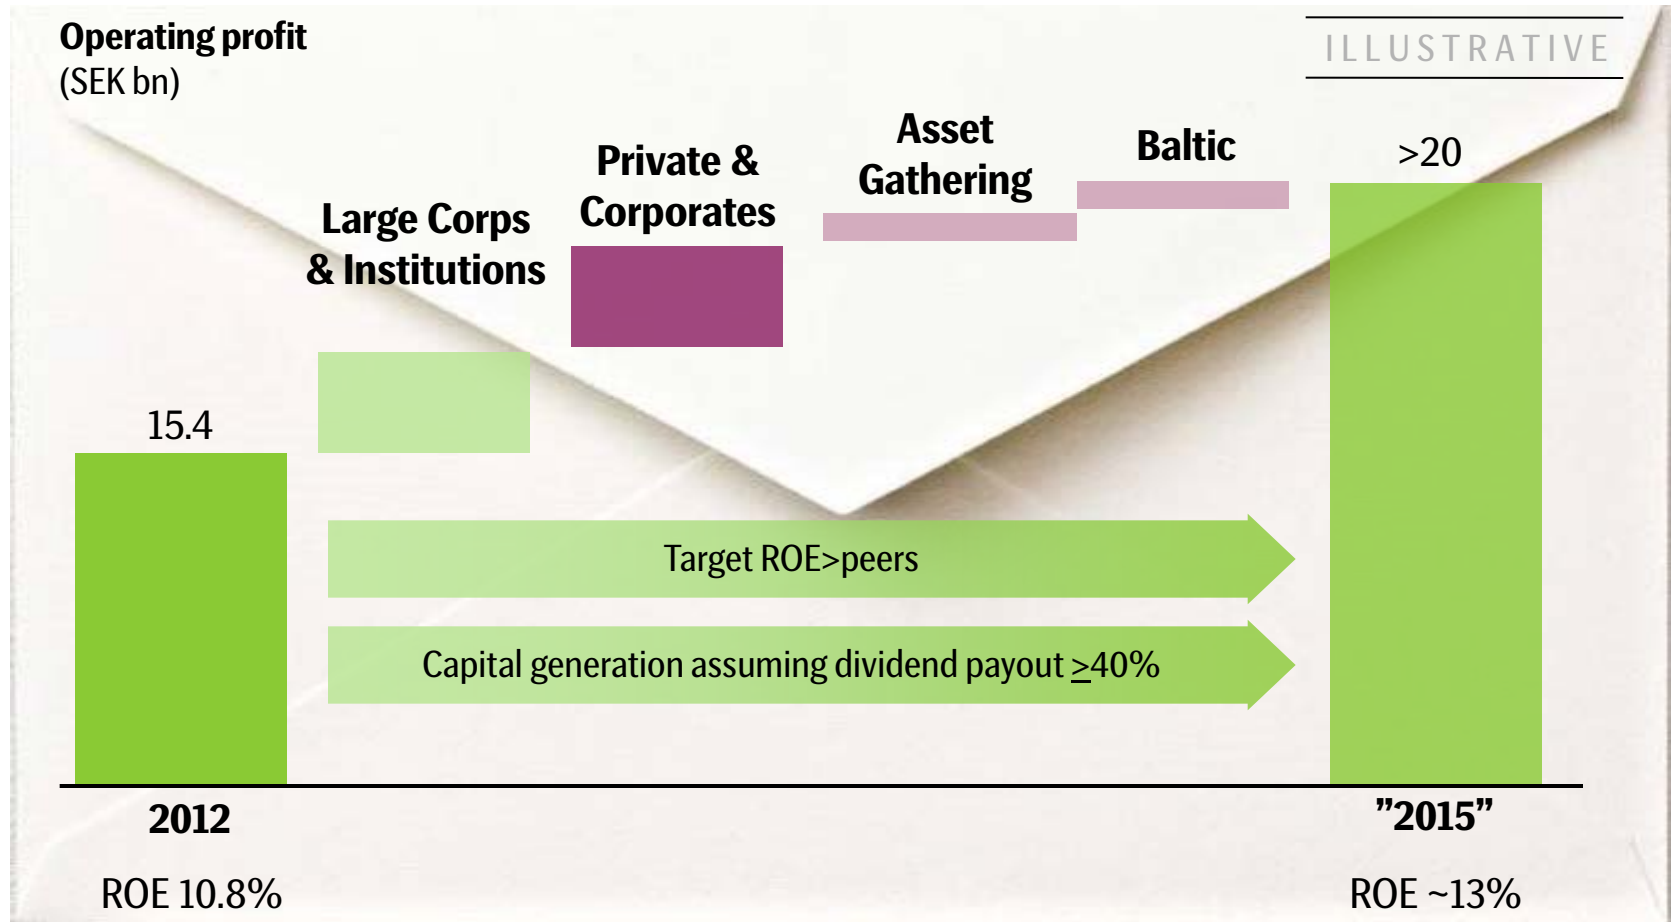 Operating profit
(SEK bn)
ILLUSTRATIVE
Large Corps
& Institutions
Private &
Corporates
Asset
Gathering
Baltic
>20
15.4
Target ROE>peers
Capital generation assuming dividend payout ≥40%
2012
”2015”
ROE 10.8%
ROE ~13%